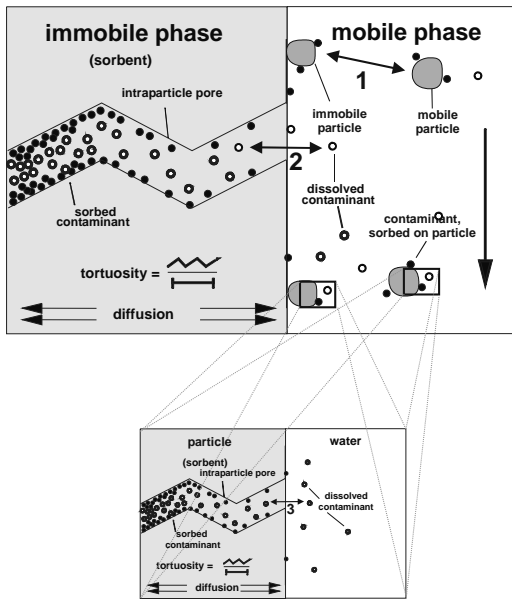 immobile phase
(sorbent)
intraparticle pore
sorbed
contaminant
tortuosity =
diffusion
mobile phase
1
immobile
particle
mobile
particle
2
dissolved
contaminant
contaminant,
sorbed on particle
particle
(sorbent)
intraparticle pore
sorbed
contaminant
tortuosity =
diffusion
water
3
dissolved
contaminant